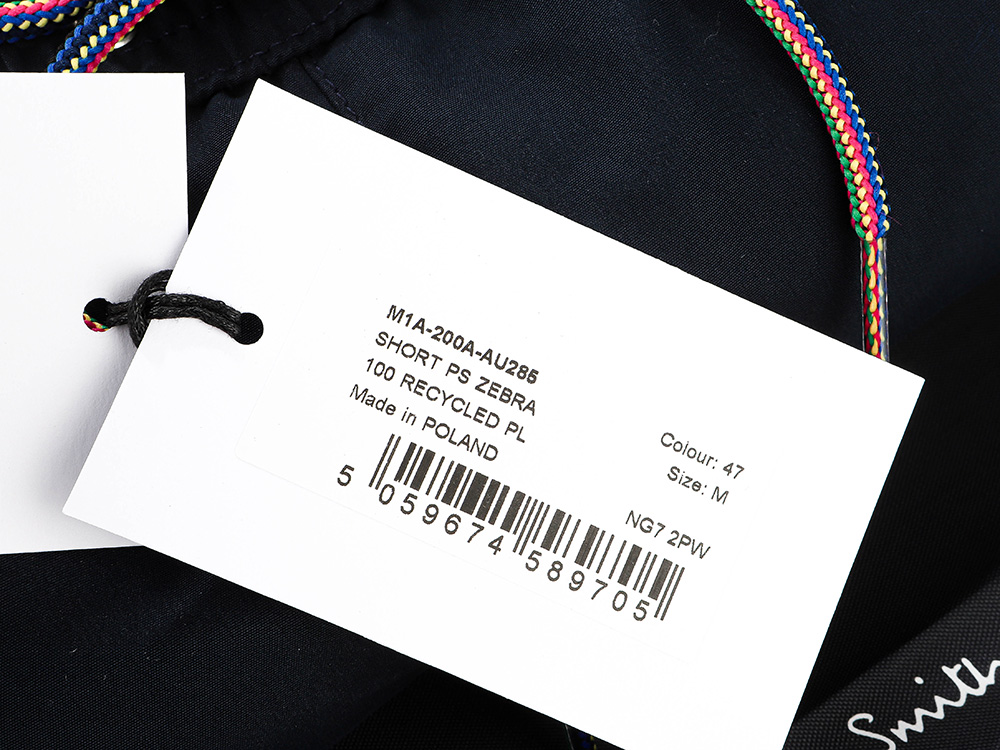 M1A-200A-AU285
SHORT PS ZEBRA
100 RECYCLED PL
Made in POLAND
Colour: 47
Size: M
NG7 2PW
5 059674 589705
Smith